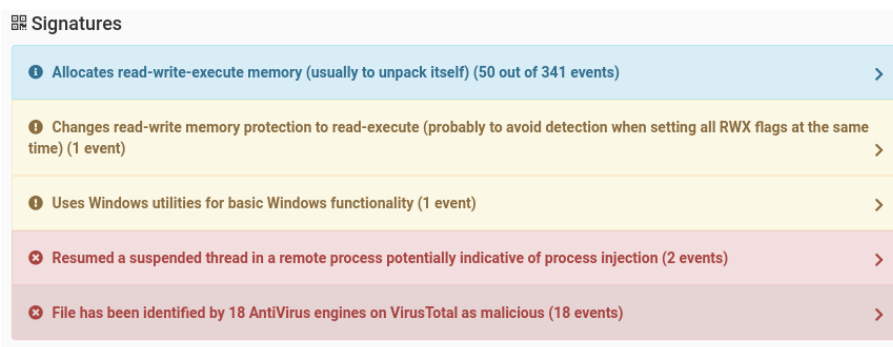 Signatures
Allocates read-write-execute memory (usually to unpack itself) (50 out of 341 events)
Changes read-write memory protection to read-execute (probably to avoid detection when setting all RWX flags at the same
time) (1 event)
Uses Windows utilities for basic Windows functionality (1 event)
Resumed a suspended thread in a remote process potentially indicative of process injection (2 events)
File has been identified by 18 AntiVirus engines on VirusTotal as malicious (18 events)